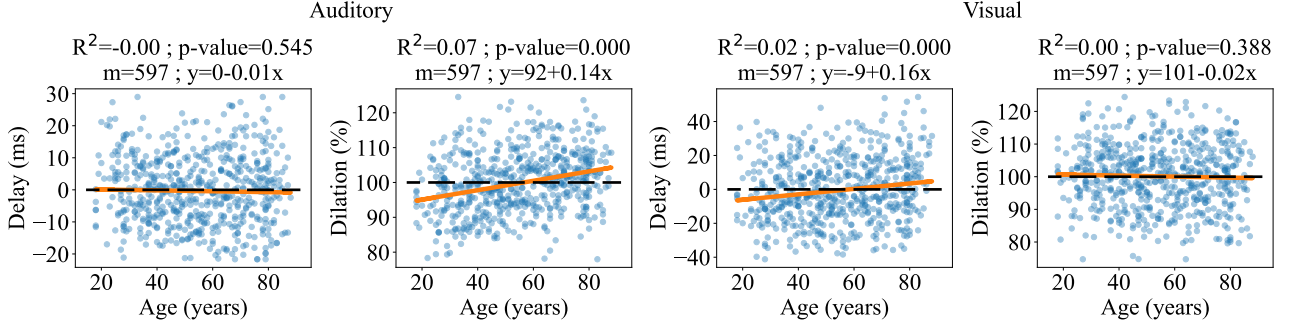 Auditory
Visual
R²=-0.00 ; p-value=0.545
m=597 ; y=0-0.01x
30
20
10
0
−10
−20
Delay (ms)
20 40 60 80
Age (years)
R²=0.07 ; p-value=0.000
m=597 ; y=92+0.14x
120
110
100
90
80
Dilation (%)
20 40 60 80
Age (years)
R²=0.02 ; p-value=0.000
m=597 ; y=-9+0.16x
40
20
0
−20
−40
Delay (ms)
20 40 60 80
Age (years)
R²=0.00 ; p-value=0.388
m=597 ; y=101-0.02x
120
110
100
90
80
Dilation (%)
20 40 60 80
Age (years)